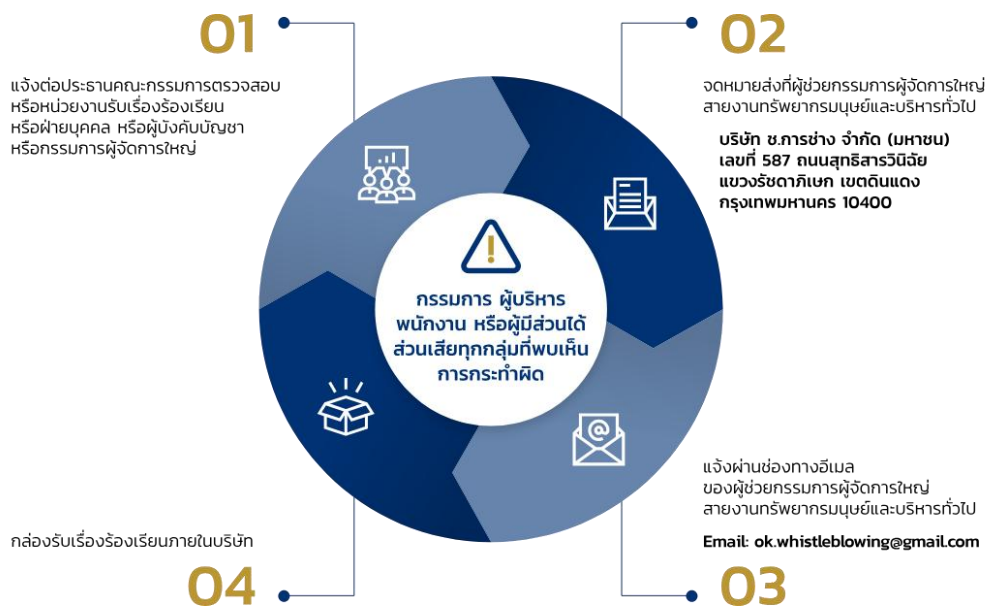 01
แจ้งต่อประธานคณะกรรมการตรวจสอบ
หรือหน่วยงานรับเรื่องร้องเรียน
หรือฝ่ายบุคคล หรือผู้บังคับบัญชา
หรือกรรมการผู้จัดการใหญ่
02
จดหมายส่งที่ผู้ช่วยกรรมการผู้จัดการใหญ่
สายงานทรัพยากรมนุษย์และบริหารทั่วไป
บริษัท ช.การช่าง จำกัด (มหาชน)
เลขที่ 587 ถนนสุทธิสารวินิจฉัย
แขวงรัชดาภิเษก เขตดินแดง
กรุงเทพมหานคร 10400
กรรมการ ผู้บริหาร
พนักงาน หรือผู้มีส่วนได้
ส่วนเสียทุกกลุ่มที่พบเห็น
การกระทำผิด
แจ้งผ่านช่องทางอีเมล
ของผู้ช่วยกรรมการผู้จัดการใหญ่
สายงานทรัพยากรมนุษย์และบริหารทั่วไป
Email: ok.whistleblowing@gmail.com
03
กล่องรับเรื่องร้องเรียนภายในบริษัท
04